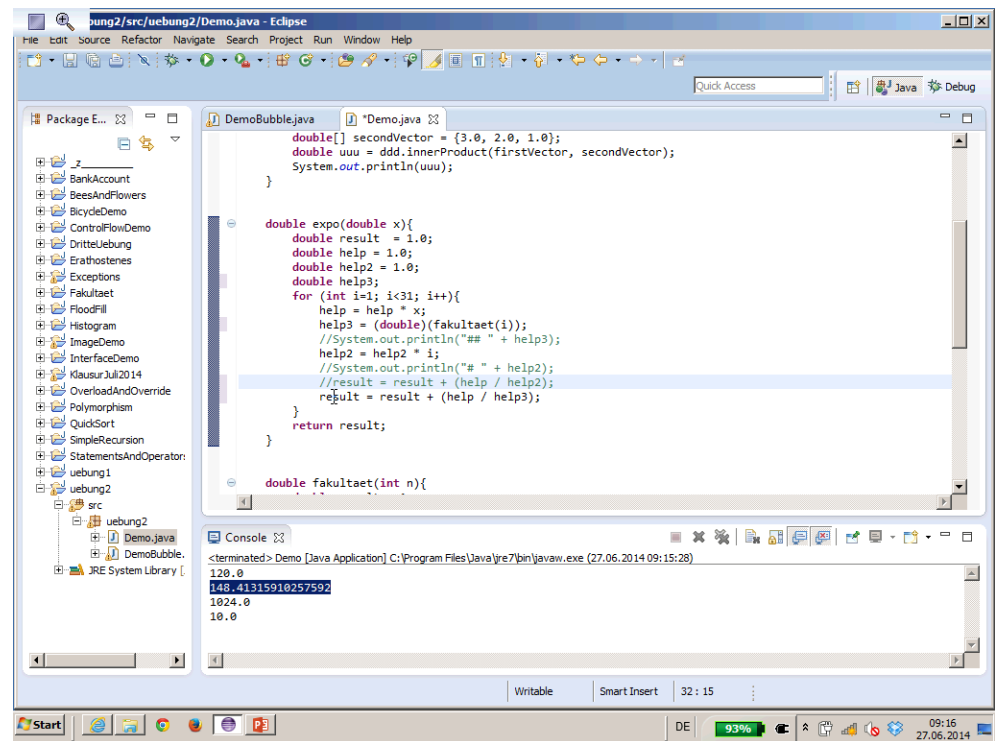 bung2/src/uebung2/Demo.java - Eclipse
File Edit Source Refactor Navigate Search Project Run Window Help
Quick Access
Java
Debug
Package E...
DemoBubble.java
*Demo.java
_z_________
BankAccount
BeesAndFlowers
BicycleDemo
ControlFlowDemo
DritteUebung
Erathostenes
Exceptions
Fakultaet
FloodFill
Histogram
ImageDemo
InterfaceDemo
KlausurJuli2014
OverloadAndOverride
Polymorphism
QuickSort
SimpleRecursion
StatementsAndOperator
uebung1
uebung2
src
uebung2
Demo.java
DemoBubble.
JRE System Library [
double[] secondVector = {3.0, 2.0, 1.0};
double uuu = ddd.innerProduct(firstVector, secondVector);
System.out.println(uuu);
}
double expo(double x){
double result  = 1.0;
double help = 1.0;
double help2 = 1.0;
double help3;
for (int i=1; i<31; i++){
help = help * x;
help3 = (double)(fakultaet(i));
//System.out.println("## " + help3);
help2 = help2 * i;
//System.out.println("# " + help2);
//result = result + (help / help2);
result = result + (help / help3);
}
return result;
}
double fakultaet(int n){
Console
<terminated> Demo [Java Application] C:\Program Files\Java\jre7\bin\javaw.exe (27.06.2014 09:15:28)
120.0
148.41315910257592
1024.0
10.0
Writable
Smart Insert
32 : 15
Start
DE
93%
09:16
27.06.2014